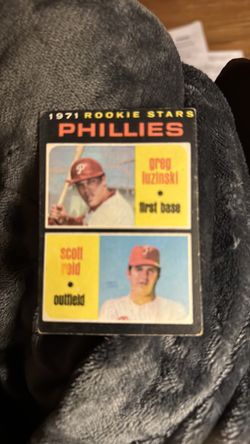 1971 ROOKIE STARS
PHILLIES
greg
luzinski
first base
scott
reid
outfield